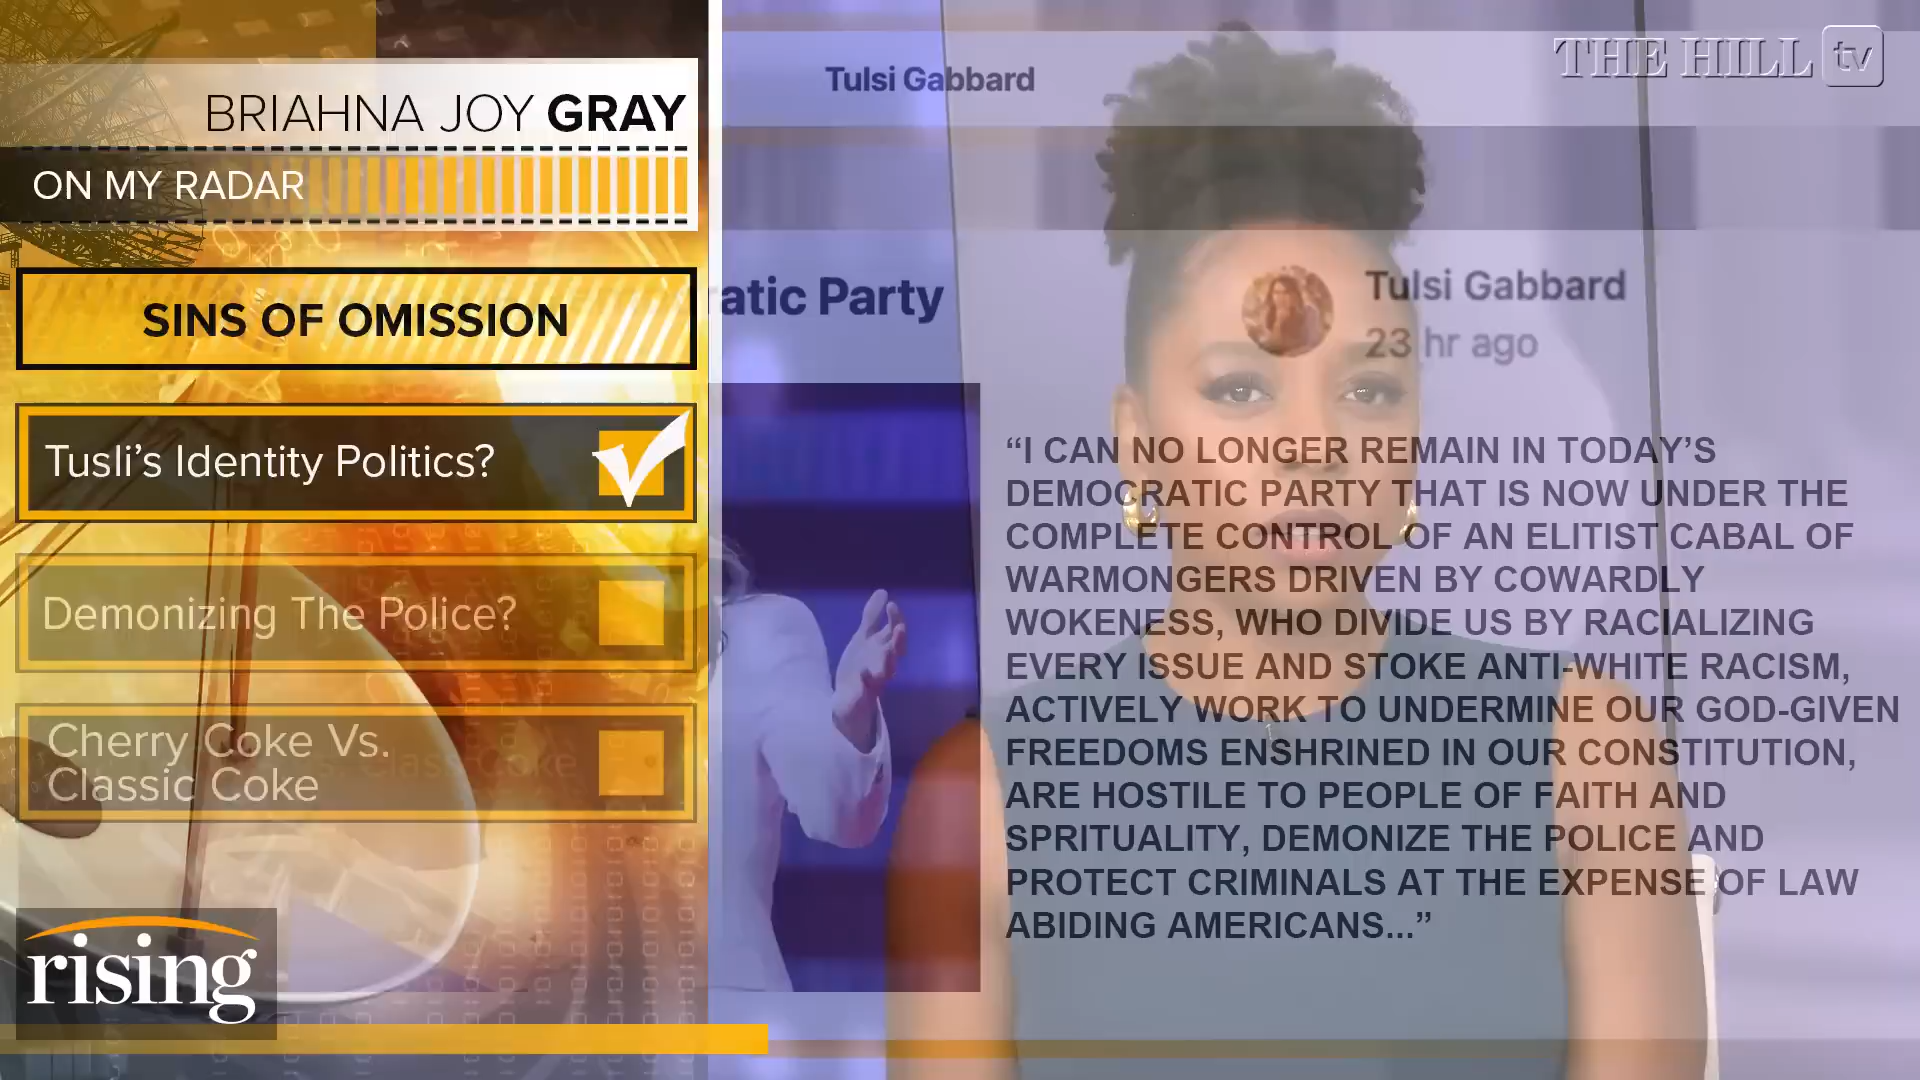 BRIAHNA JOY GRAY
ON MY RADAR
SINS OF OMISSION
Tusli's Identity Politics?
Demonizing The Police?
Cherry Coke Vs.
Classic Coke
rising
THE HILL tv
Tulsi Gabbard
ratic Party
Tulsi Gabbard
23 hr ago
“I CAN NO LONGER REMAIN IN TODAY’S
DEMOCRATIC PARTY THAT IS NOW UNDER THE
COMPLETE CONTROL OF AN ELITIST CABAL OF
WARMONGERS DRIVEN BY COWARDLY
WOKENESS, WHO DIVIDE US BY RACIALIZING
EVERY ISSUE AND STOKE ANTI-WHITE RACISM,
ACTIVELY WORK TO UNDERMINE OUR GOD-GIVEN
FREEDOMS ENSHRINED IN OUR CONSTITUTION,
ARE HOSTILE TO PEOPLE OF FAITH AND
SPRITUALITY, DEMONIZE THE POLICE AND
PROTECT CRIMINALS AT THE EXPENSE OF LAW
ABIDING AMERICANS...”